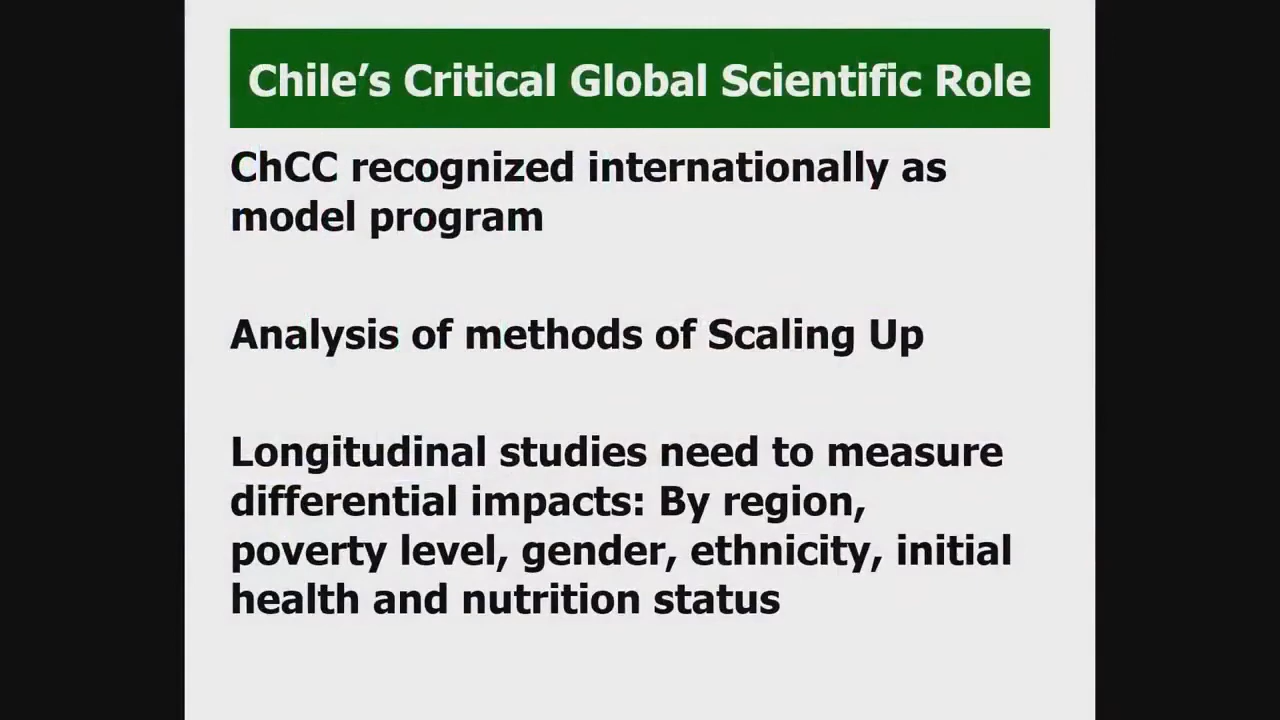 Chile’s Critical Global Scientific Role
ChCC recognized internationally as
model program
Analysis of methods of Scaling Up
Longitudinal studies need to measure
differential impacts: By region,
poverty level, gender, ethnicity, initial
health and nutrition status